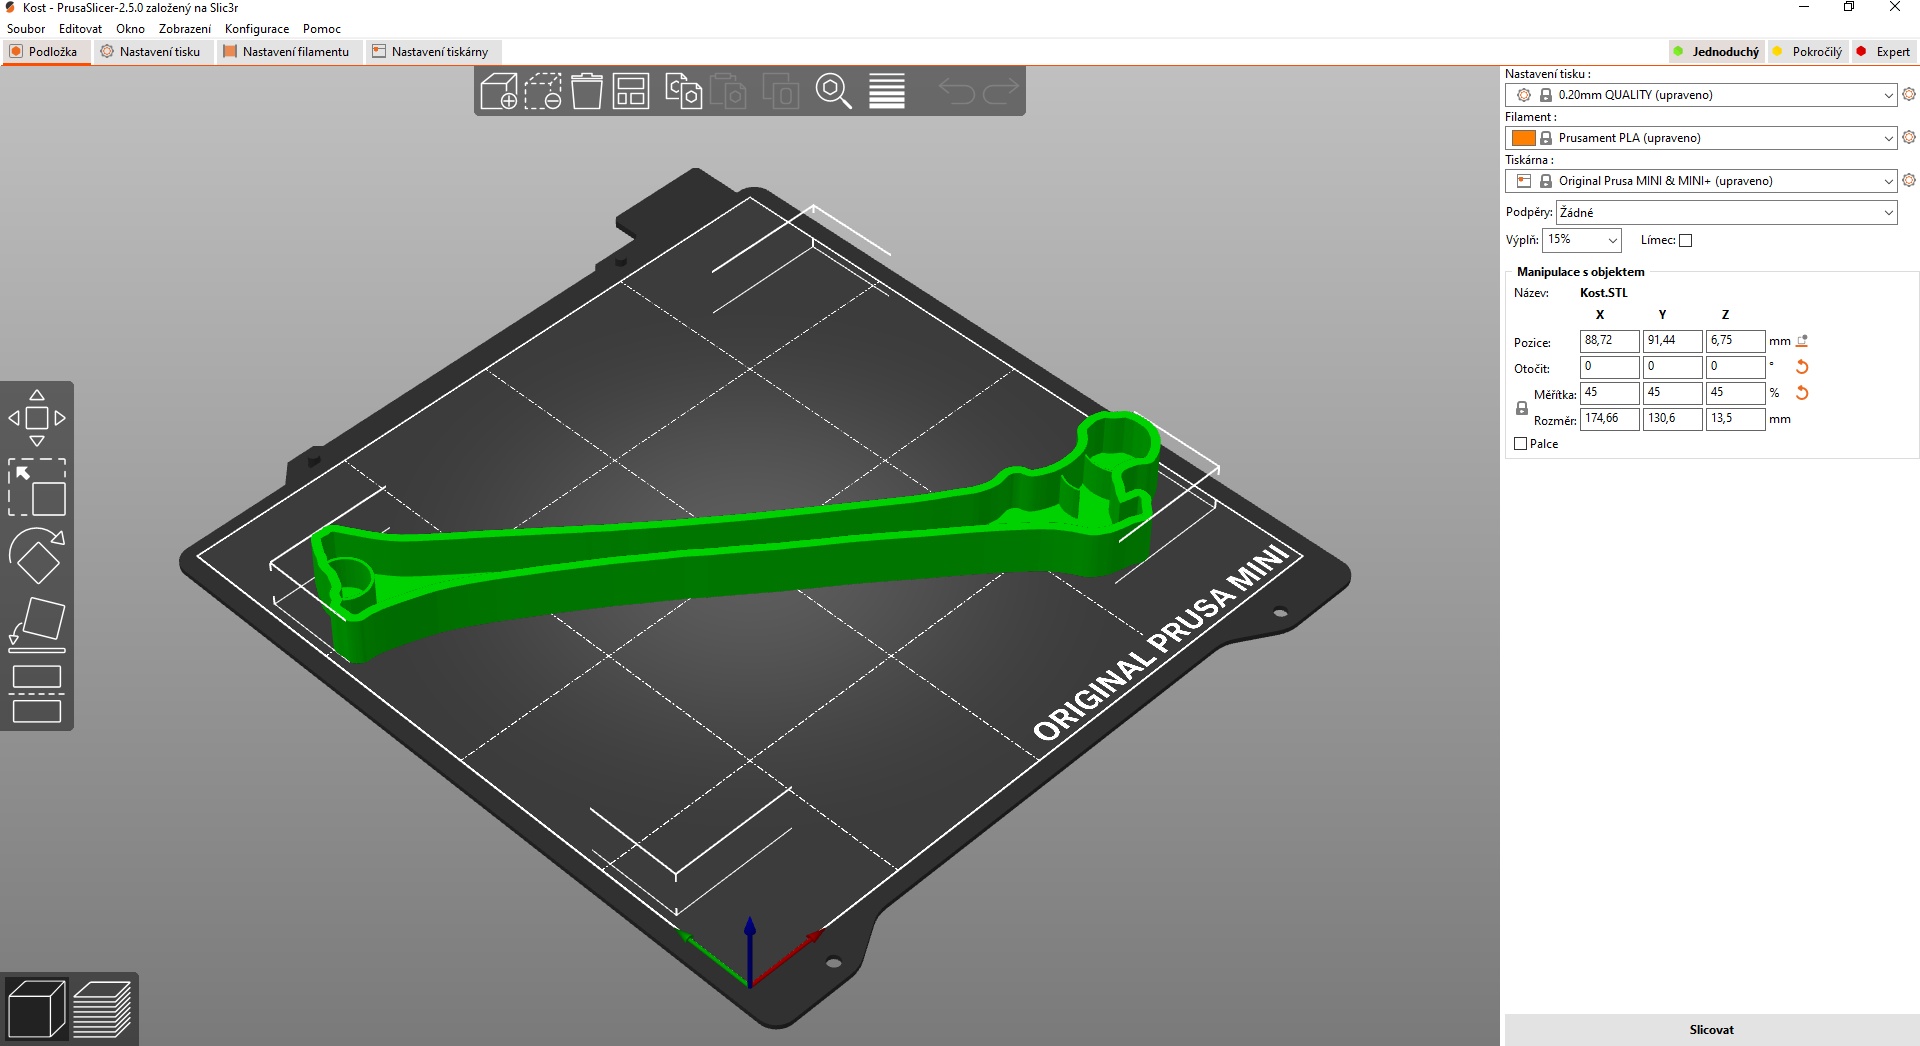 Kost - PrusaSlicer-2.5.0 založený na Slic3r
Soubor Editovat Okno Zobrazení Konfigurace Pomoc
Podložka Nastavení tisku Nastavení filamentu Nastavení tiskárny Jednoduchý Pokročilý Expert
Nastavení tisku :
0.20mm QUALITY (upraveno)
Filament :
Prusament PLA (upraveno)
Tiskárna :
Original Prusa MINI & MINI+ (upraveno)
Podpěry: Žádné
Výplň: 15% Límec:
Manipulace s objektem
Název: Kost.STL
X Y Z
Pozice: 88,72 91,44 6,75 mm
Otočit: 0 0 0 °
Měřítka: 45 45 45 %
Rozměr: 174,66 130,6 13,5 mm
Palce
ORIGINAL PRUSA MINI
Slicovat